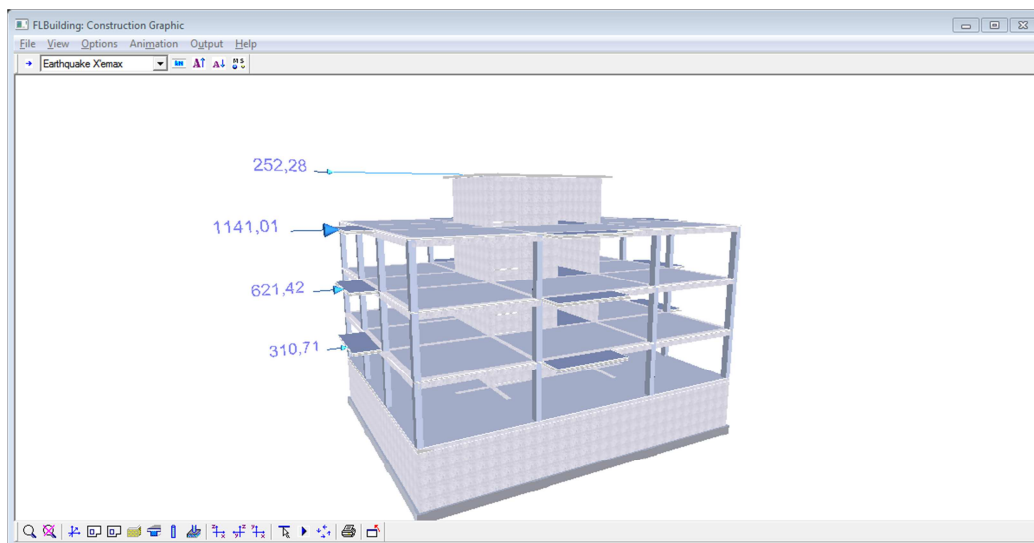 FLBuilding: Construction Graphic
File View Options Animation Output Help
Earthquake X'emax
252,28
1141,01
621,42
310,71